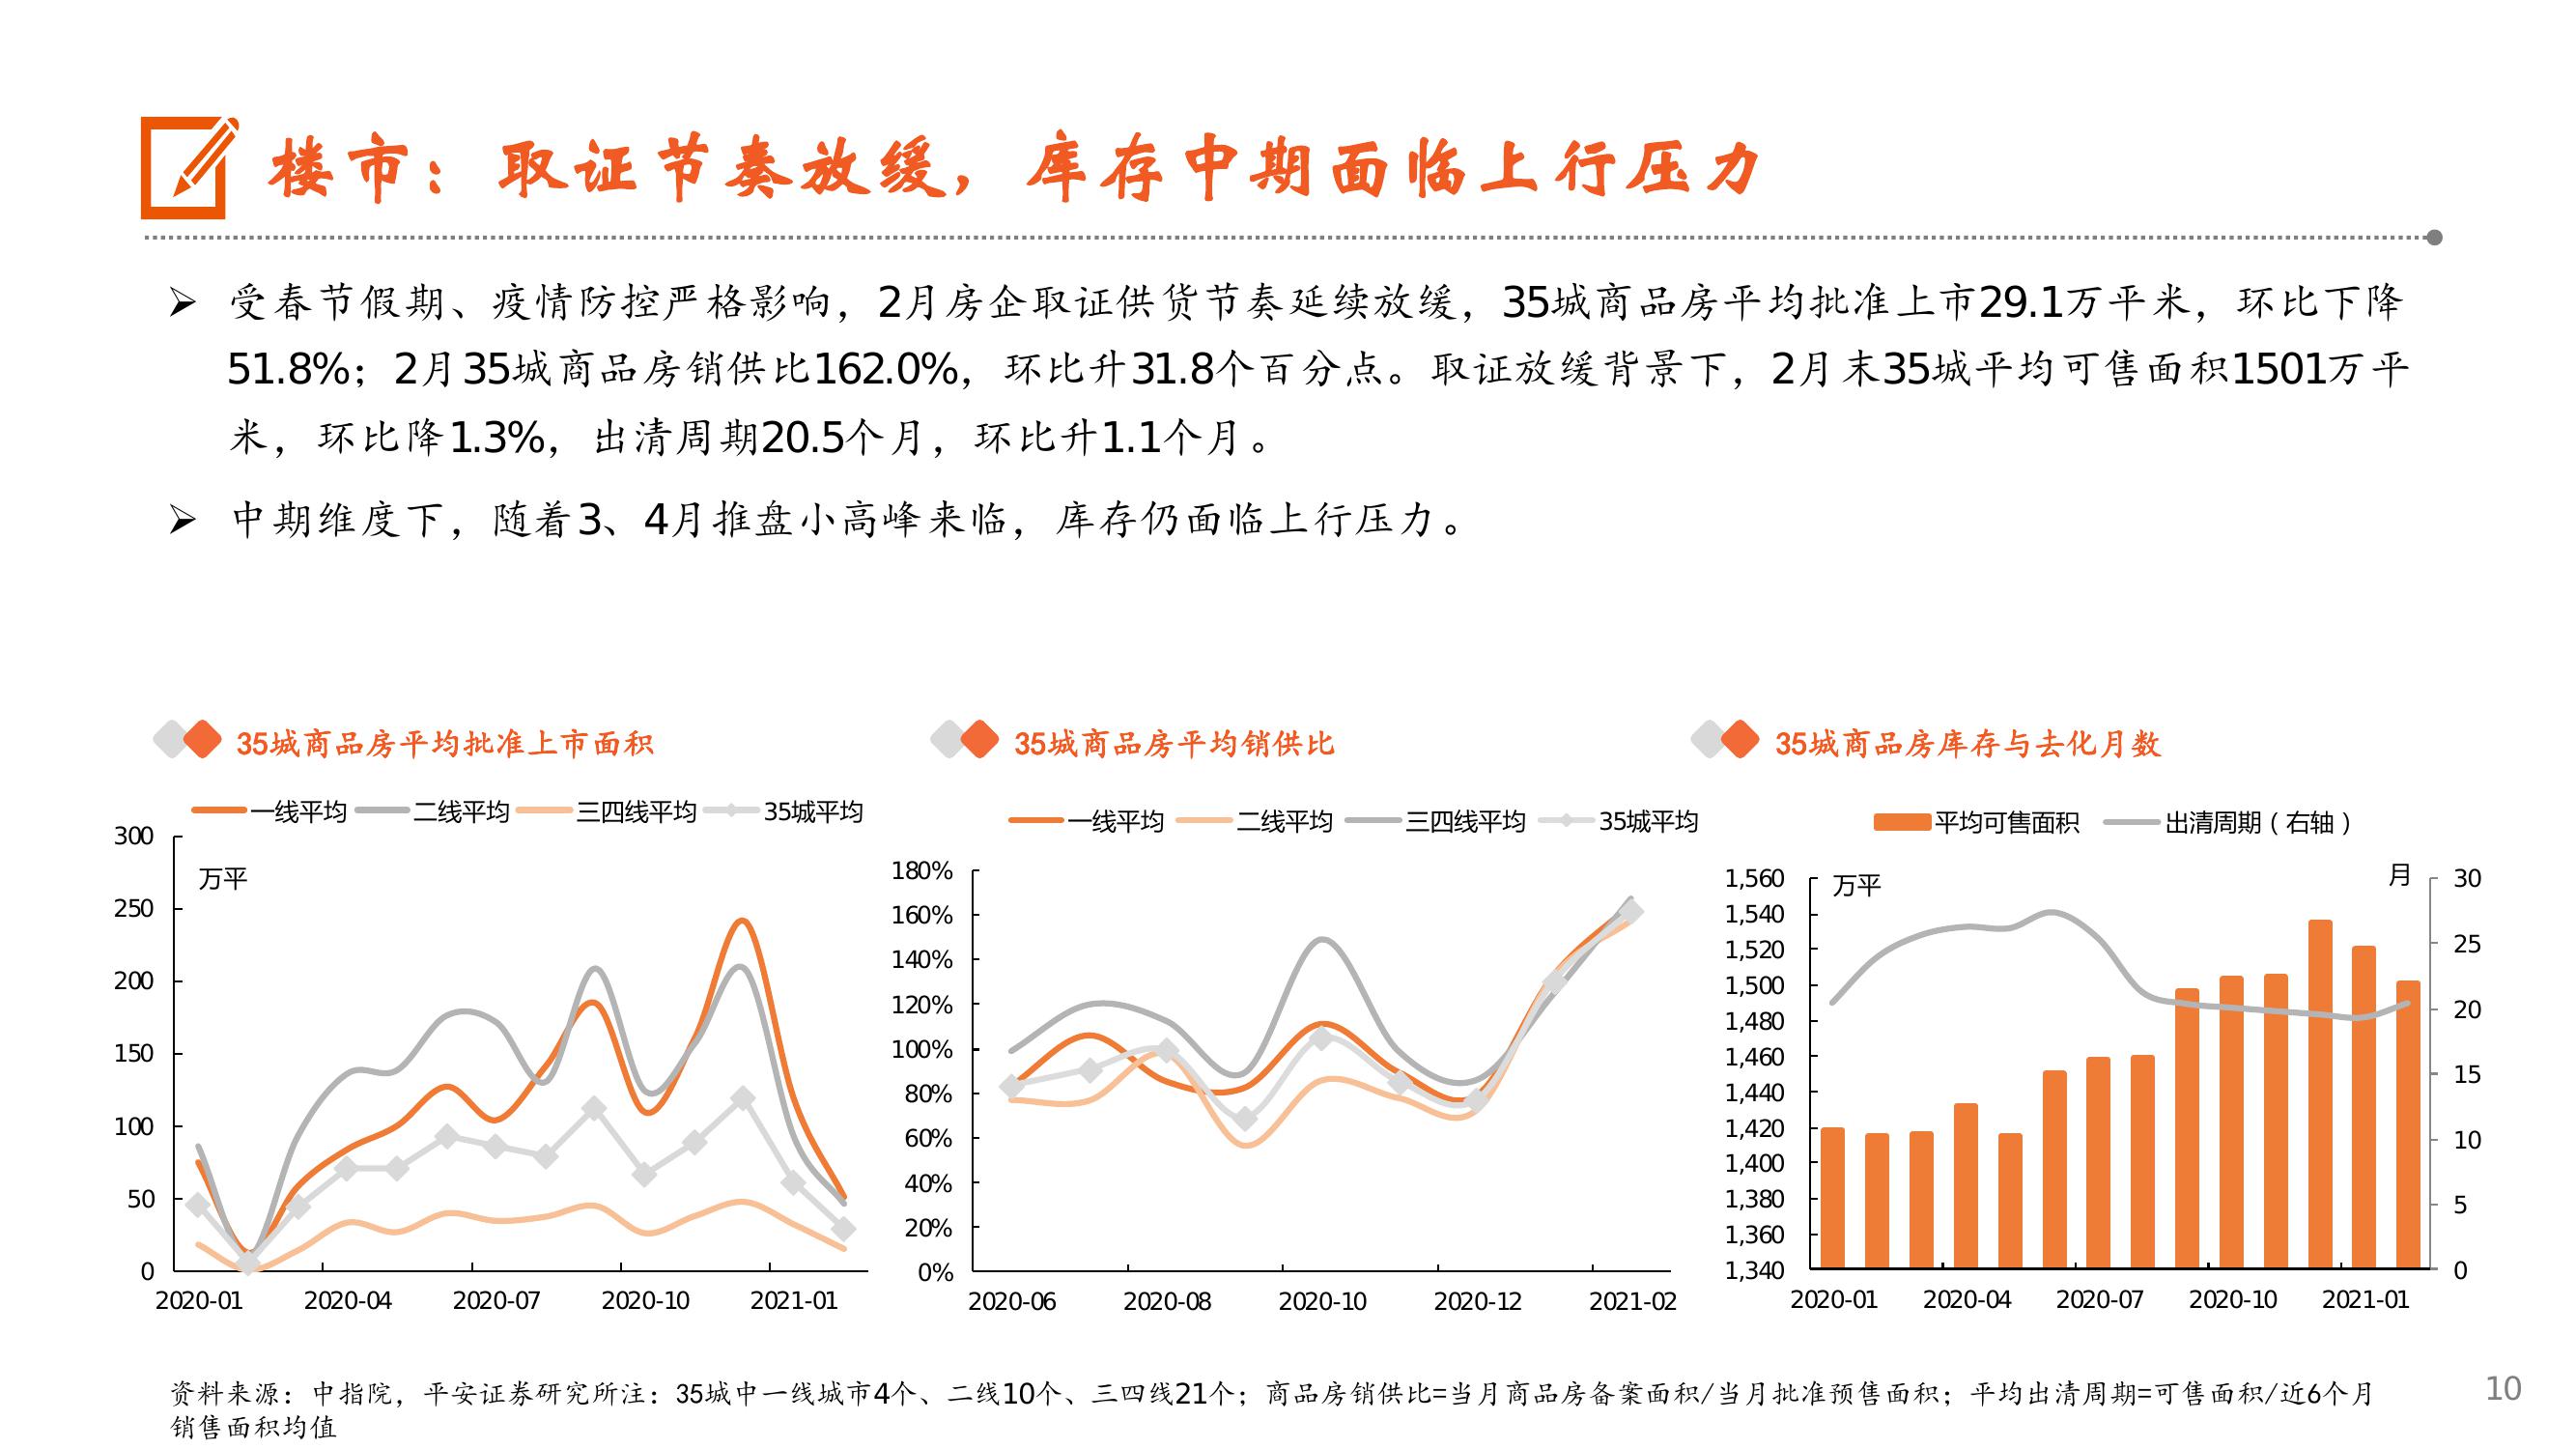 楼市：取证节奏放缓，库存中期面临上行压力
受春节假期、疫情防控严格影响，2月房企取证供货节奏延续放缓，35城商品房平均批准上市29.1万平米，环比下降
51.8%；2月35城商品房销供比162.0%，环比升31.8个百分点。取证放缓背景下，2月末35城平均可售面积1501万平
米，环比降1.3%，出清周期20.5个月，环比升1.1个月。
中期维度下，随着3、4月推盘小高峰来临，库存仍面临上行压力。
35城商品房平均批准上市面积
一线平均 二线平均 三四线平均 35城平均
万平
300
250
200
150
100
50
0
2020-01 2020-04 2020-07 2020-10 2021-01
35城商品房平均销供比
一线平均 二线平均 三四线平均 35城平均
180%
160%
140%
120%
100%
80%
60%
40%
20%
0%
2020-06 2020-08 2020-10 2020-12 2021-02
35城商品房库存与去化月数
平均可售面积 出清周期（右轴）
万平
月
1,560
1,540
1,520
1,500
1,480
1,460
1,440
1,420
1,400
1,380
1,360
1,340
30
25
20
15
10
5
0
2020-01 2020-04 2020-07 2020-10 2021-01
资料来源：中指院，平安证券研究所注：35城中一线城市4个、二线10个、三四线21个；商品房销供比=当月商品房备案面积/当月批准预售面积；平均出清周期=可售面积/近6个月
销售面积均值
10